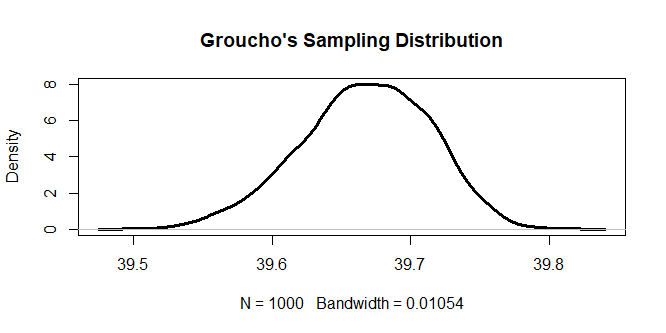 Groucho's Sampling Distribution
Density
8
6
4
2
0
39.5 39.6 39.7 39.8
N = 1000 Bandwidth = 0.01054